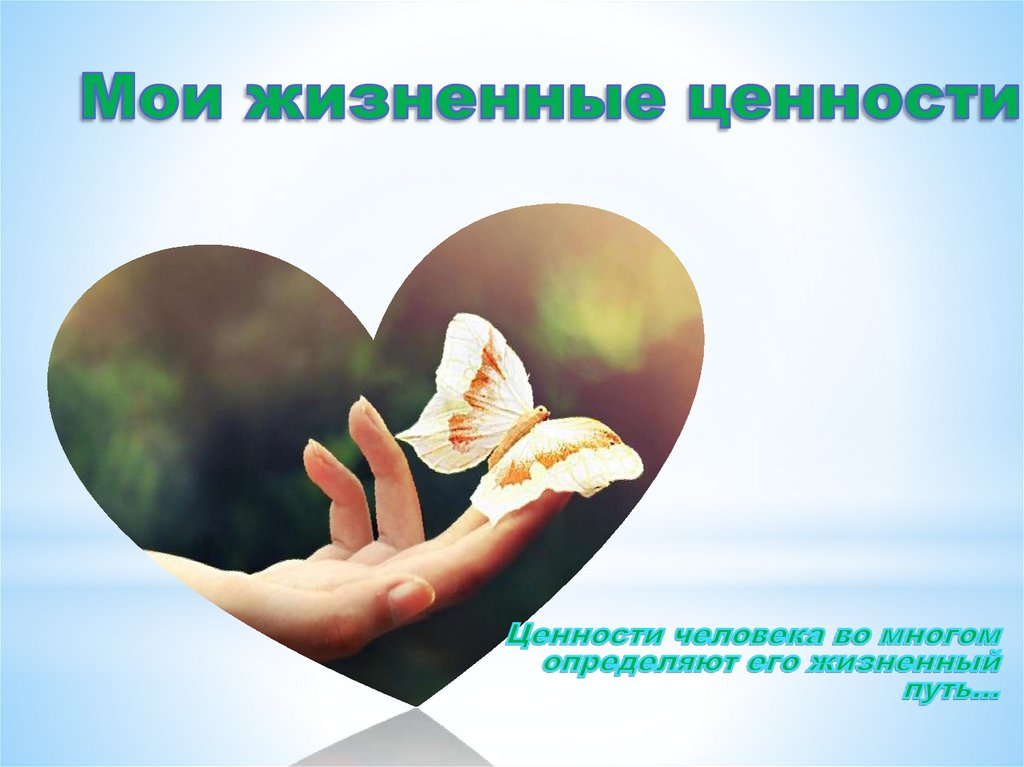 Мои жизненные ценности
Ценности человека во многом
определяют его жизненный
путь...